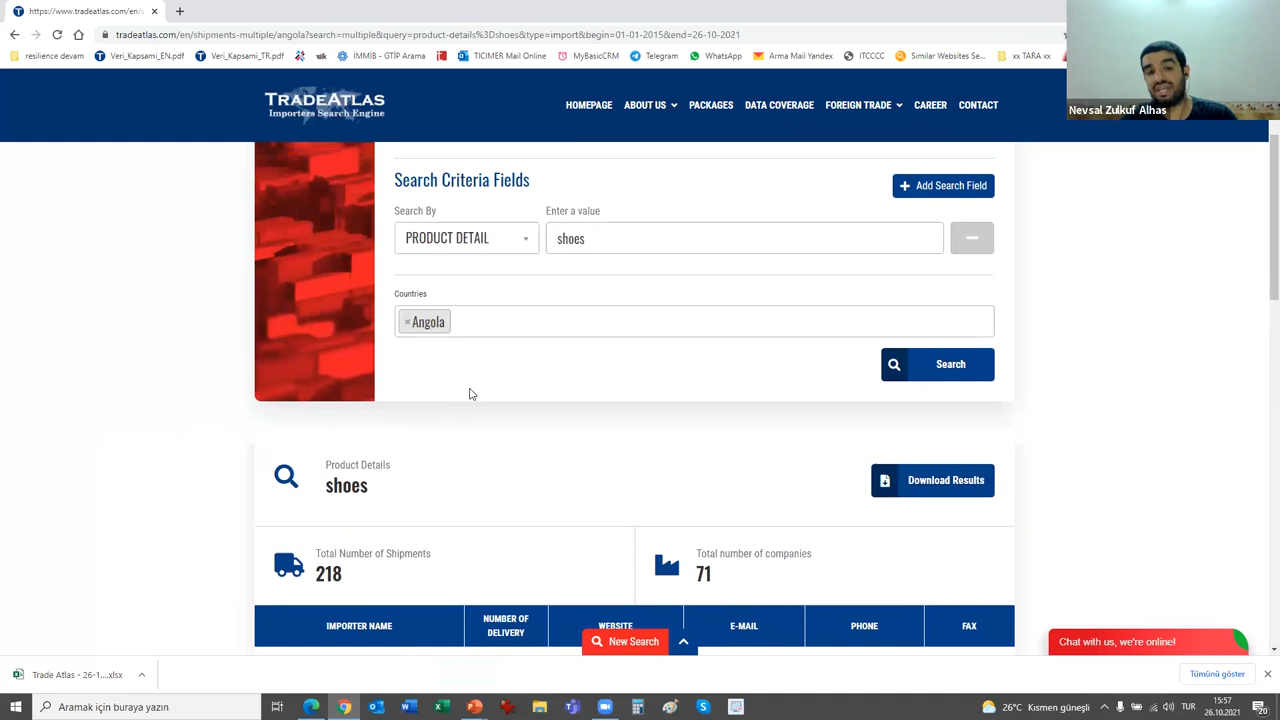 https://www.tradeatlas.com/en/s
tradeatlas.com/en/shipments-multiple/angola?search=multiple&query=product-details%3Dshoes&type=import&begin=01-01-2015&end=26-10-2021
resilience devam
Veri_Kapsami_EN.pdf
Veri_Kapsami_TR.pdf
İMMİB - GTİP Arama
TICIMER Mail Online
MyBasicCRM
Telegram
WhatsApp
Arma Mail Yandex
ITCCCC
Similar Websites Se...
xx TARA xx
Nevsal Zulkuf Alhas
TRADEATLAS
Importers Search Engine
HOMEPAGE
ABOUT US
PACKAGES
DATA COVERAGE
FOREIGN TRADE
CAREER
CONTACT
Search Criteria Fields
Add Search Field
Search By
Enter a value
PRODUCT DETAIL
shoes
Countries
× Angola
Search
Product Details
shoes
Download Results
Total Number of Shipments
218
Total number of companies
71
IMPORTER NAME
NUMBER OF
DELIVERY
WEBSITE
E-MAIL
PHONE
FAX
New Search
Chat with us, we're online!
Trade Atlas - 26-1....xlsx
Tümünü göster
Aramak için buraya yazın
26°C Kısmen güneşli
TUR
15:57
26.10.2021
20